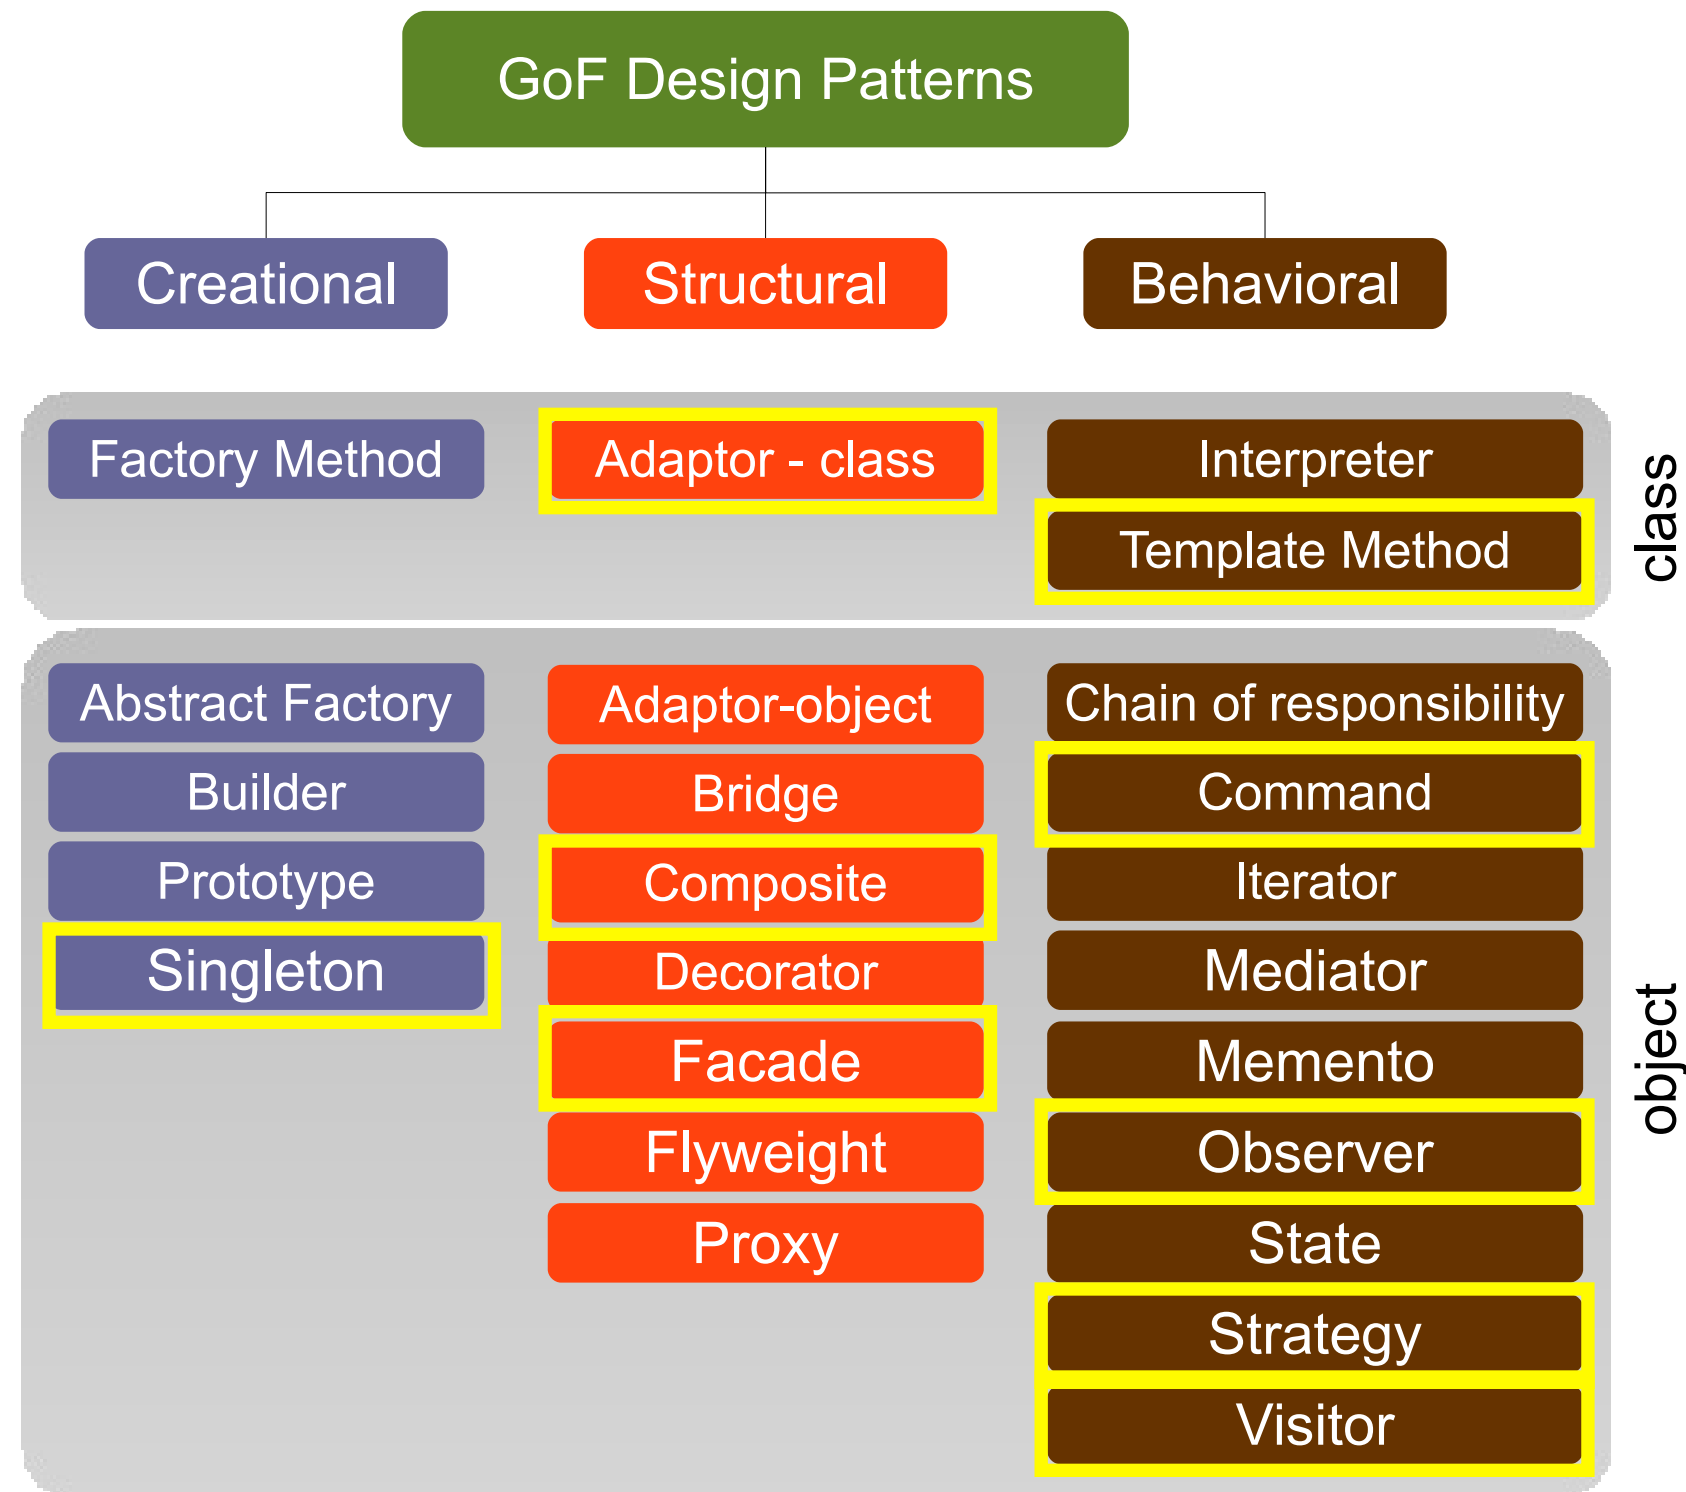 GoF Design Patterns
Creational
Structural
Behavioral
Factory Method
Adaptor - class
Interpreter
Template Method
class
Abstract Factory
Adaptor-object
Chain of responsibility
Builder
Bridge
Command
Prototype
Composite
Iterator
Singleton
Decorator
Mediator
Facade
Memento
Flyweight
Observer
Proxy
State
Strategy
Visitor
object